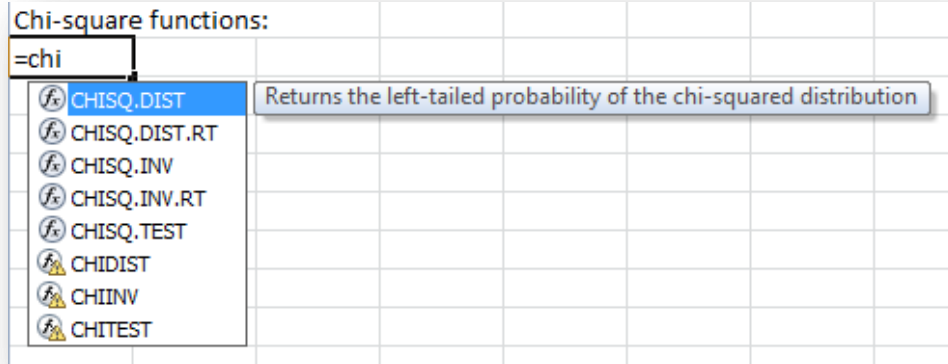 Chi-square functions:
=chi
CHISQ.DIST Returns the left-tailed probability of the chi-squared distribution
CHISQ.DIST.RT
CHISQ.INV
CHISQ.INV.RT
CHISQ.TEST
CHIDIST
CHIINV
CHITEST